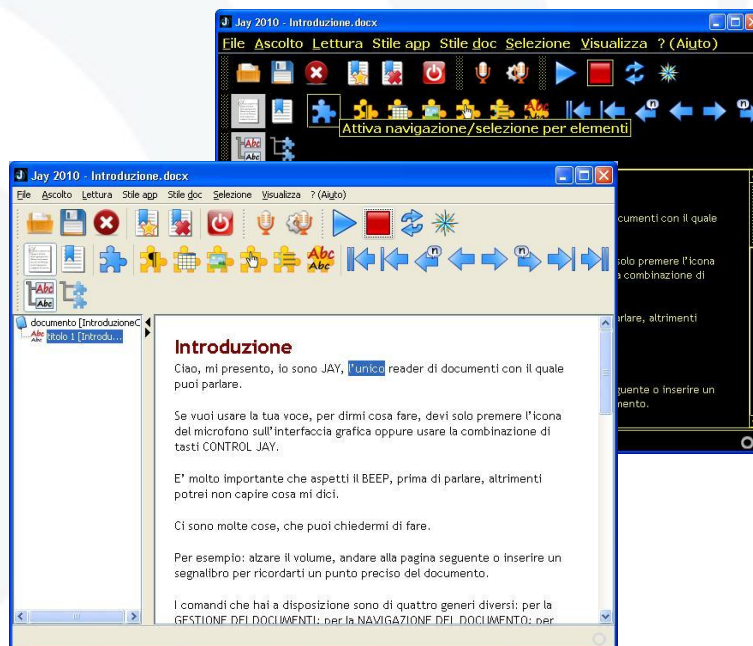 Jay 2010 - Introduzione.docx
File Ascolto Lettura Stile app Stile doc Selezione Visualizza ? (Aiuto)
Attiva navigazione/selezione per elementi
cumenti con il quale
solo premere l'icona
a combinazione di
arlare, altrimenti
guente o inserire un
mento.
Jay 2010 - Introduzione.docx
File Ascolto Lettura Stile app Stile doc Selezione Visualizza ? (Aiuto)
documento [IntroduzioneC
titolo 1 [Introdu...
Introduzione
Ciao, mi presento, io sono JAY, l'unico reader di documenti con il quale
puoi parlare.
Se vuoi usare la tua voce, per dirmi cosa fare, devi solo premere l'icona
del microfono sull'interfaccia grafica oppure usare la combinazione di
tasti CONTROL JAY.
E' molto importante che aspetti il BEEP, prima di parlare, altrimenti
potrei non capire cosa mi dici.
Ci sono molte cose, che puoi chiedermi di fare.
Per esempio: alzare il volume, andare alla pagina seguente o inserire un
segnalibro per ricordarti un punto preciso del documento.
I comandi che hai a disposizione sono di quattro generi diversi: per la
GESTIONE DEI DOCUMENTI; per la NAVIGAZIONE DEL DOCUMENTO; per